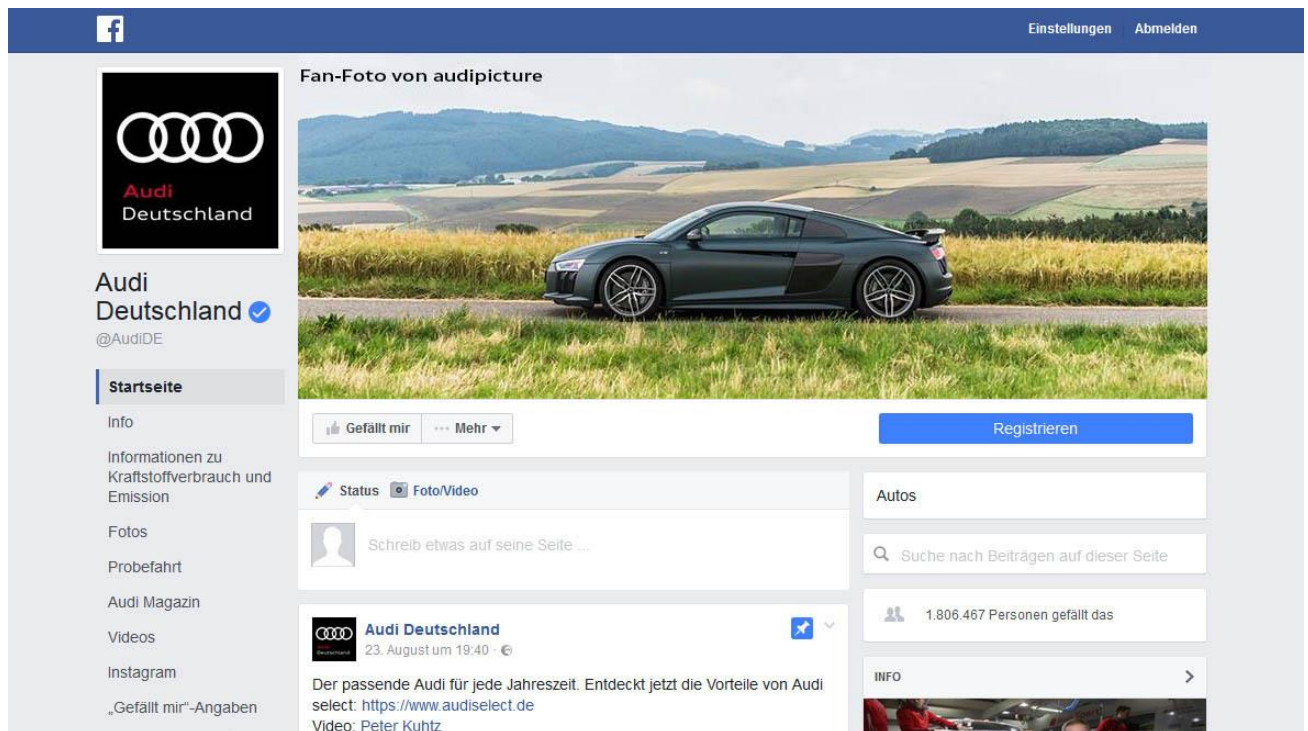 f
Einstellungen Abmelden
Fan-Foto von audipicture
Audi
Deutschland
Audi
Deutschland
@AudiDE
Startseite
Info
Informationen zu
Kraftstoffverbrauch und
Emission
Fotos
Probefahrt
Audi Magazin
Videos
Instagram
„Gefällt mir“-Angaben
Gefällt mir ··· Mehr
Registrieren
Status Foto/Video
Schreib etwas auf seine Seite ...
Audi Deutschland
23. August um 19:40 ·
Der passende Audi für jede Jahreszeit. Entdeckt jetzt die Vorteile von Audi
select: https://www.audiselect.de
Video: Peter Kuhtz
Autos
Suche nach Beiträgen auf dieser Seite
1.806.467 Personen gefällt das
INFO